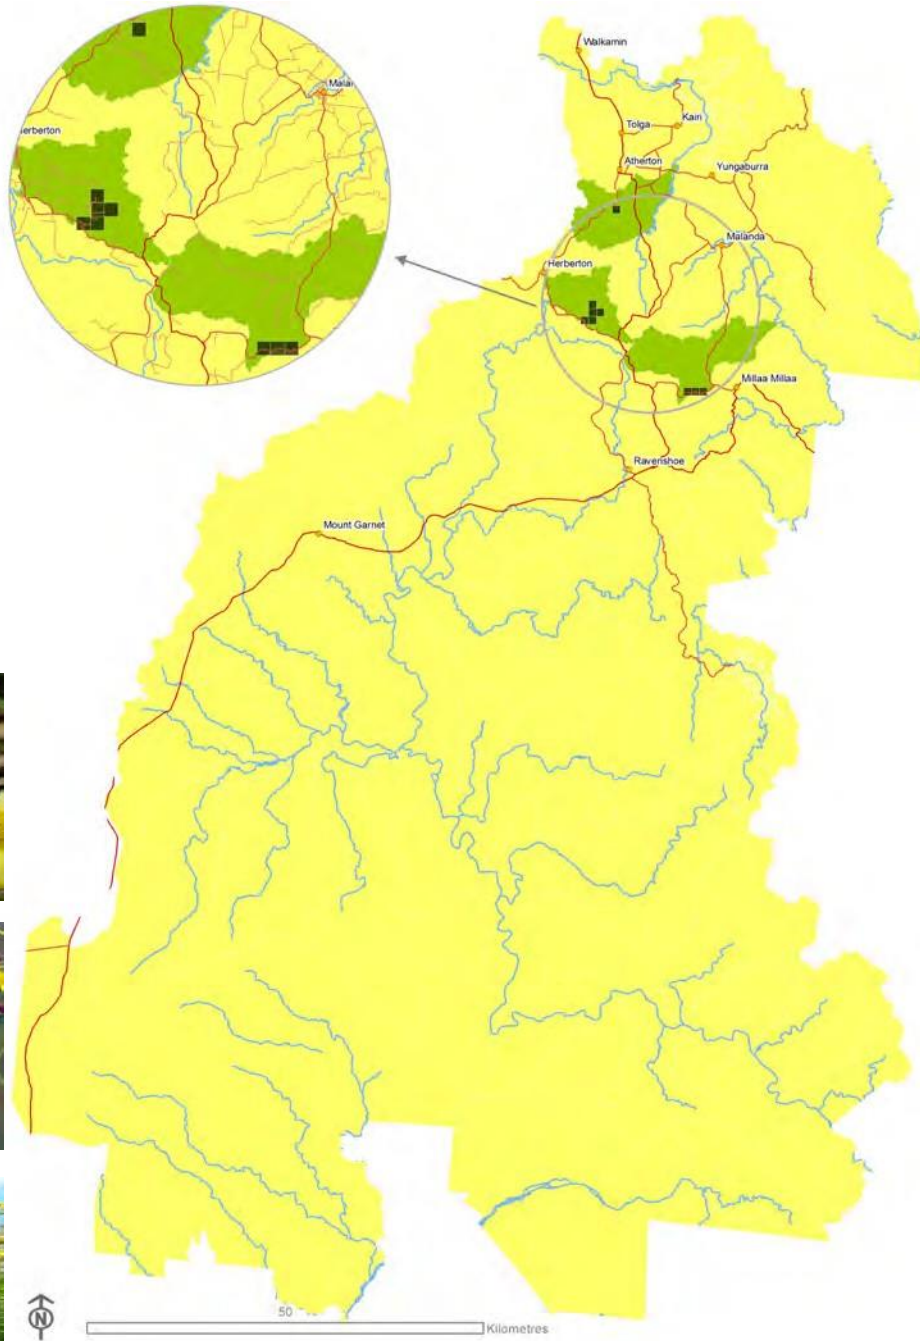 Malan
erberton
Walkamin
Kairi
Tolga
Atherton
Yungaburra
Malanda
Herberton
Millaa Millaa
Ravenshoe
Mount Garnet
N
50
Kilometres